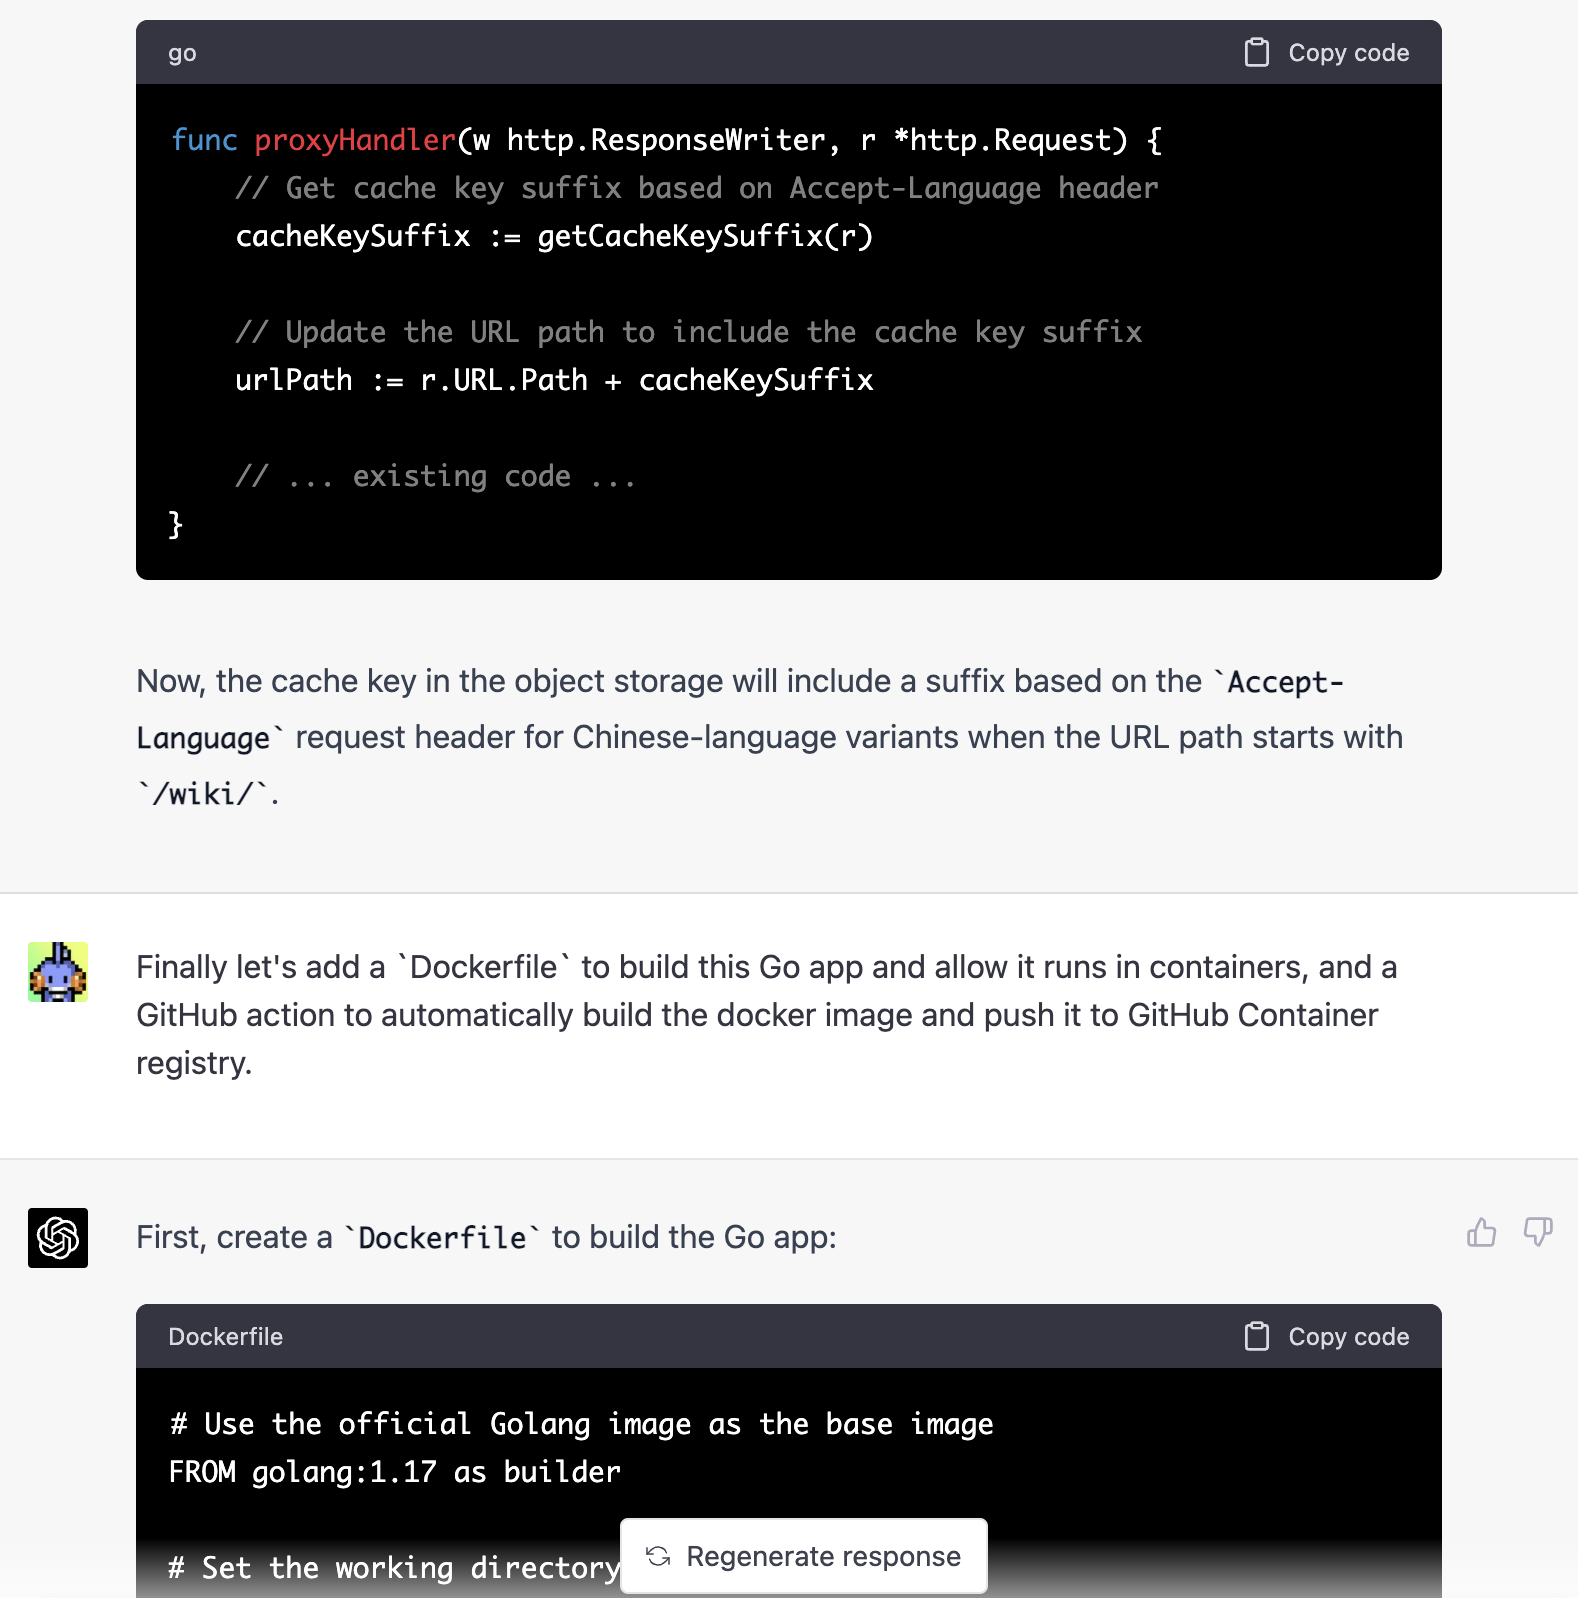 go
Copy code
func proxyHandler(w http.ResponseWriter, r *http.Request) {
// Get cache key suffix based on Accept-Language header
cacheKeySuffix := getCacheKeySuffix(r)
// Update the URL path to include the cache key suffix
urlPath := r.URL.Path + cacheKeySuffix
// ... existing code ...
}
Now, the cache key in the object storage will include a suffix based on the `Accept-
Language` request header for Chinese-language variants when the URL path starts with
`/wiki/`.
Finally let's add a `Dockerfile` to build this Go app and allow it runs in containers, and a
GitHub action to automatically build the docker image and push it to GitHub Container
registry.
First, create a `Dockerfile` to build the Go app:
Dockerfile
Copy code
# Use the official Golang image as the base image
FROM golang:1.17 as builder
# Set the working directory
Regenerate response